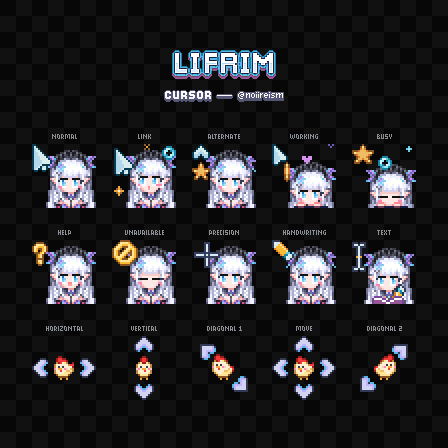 LIFRIM
CURSOR — @noiireism
NORMAL LINK ALTERNATE WORKING BUSY
HELP UNAVAILABLE PRECISION HANDWRITING TEXT
HORIZONTAL VERTICAL DIAGONAL 1 MOVE DIAGONAL 2